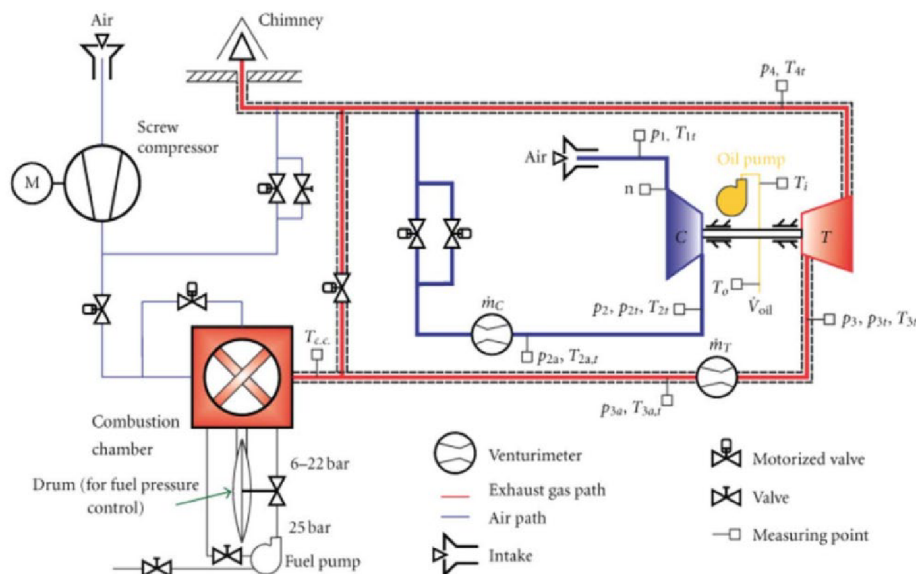 Air
Chimney
p4, T4t
Screw
compressor
M
Air
p1, T1t
Oil pump
n
Ti
C
T
To
V̇oil
ṁC
p2, p2t, T2t
p3, p3t, T3t
Tc.c.
p2a, T2a,t
ṁT
p3a, T3a,t
Combustion
chamber
6–22 bar
Drum (for fuel pressure
control)
25 bar
Fuel pump
Venturimeter
Exhaust gas path
Air path
Intake
Motorized valve
Valve
Measuring point